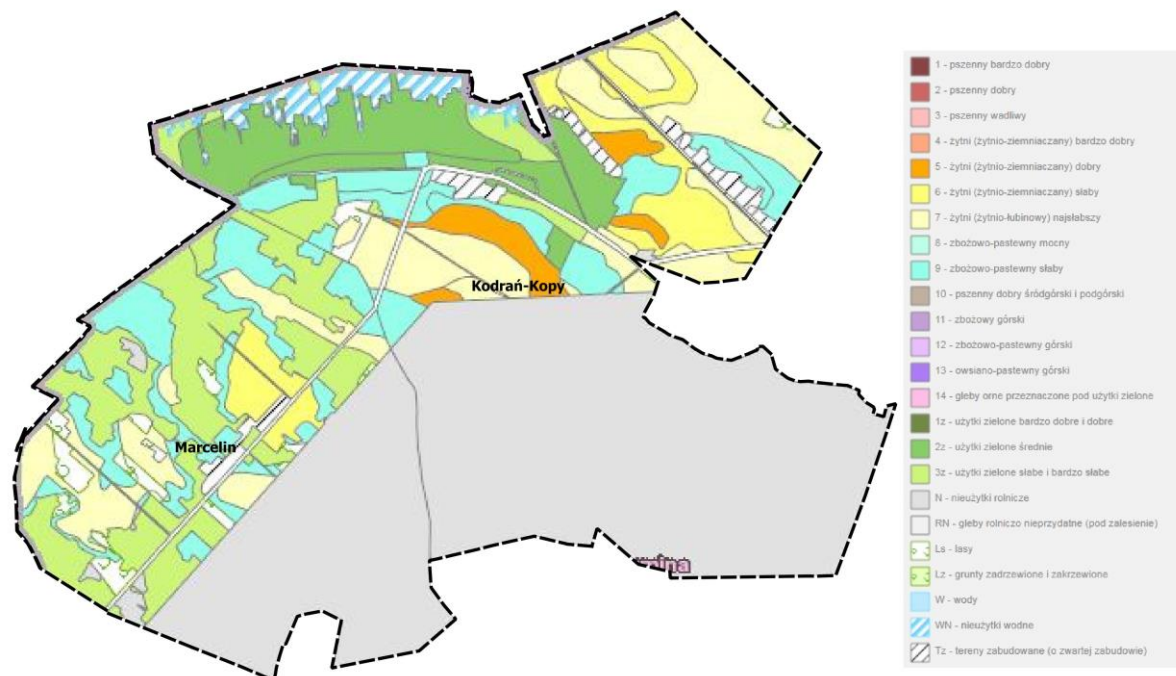 Kodrań-Kopy
Marcelin
1 - pszenny bardzo dobry
2 - pszenny dobry
3 - pszenny wadliwy
4 - żytni (żytnio-ziemniaczany) bardzo dobry
5 - żytni (żytnio-ziemniaczany) dobry
6 - żytni (żytnio-ziemniaczany) słaby
7 - żytni (żytnio-łubinowy) najsłabszy
8 - zbożowo-pastewny mocny
9 - zbożowo-pastewny słaby
10 - pszenny dobry śródgórski i podgórski
11 - zbożowy górski
12 - zbożowo-pastewny górski
13 - owsiano-pastewny górski
14 - gleby orne przeznaczone pod użytki zielone
1z - użytki zielone bardzo dobre i dobre
2z - użytki zielone średnie
3z - użytki zielone słabe i bardzo słabe
N - nieużytki rolnicze
RN - gleby rolniczo nieprzydatne (pod zalesienie)
Ls - lasy
Lz - grunty zadrzewione i zakrzewione
W - wody
WN - nieużytki wodne
Tz - tereny zabudowane (o zwartej zabudowie)